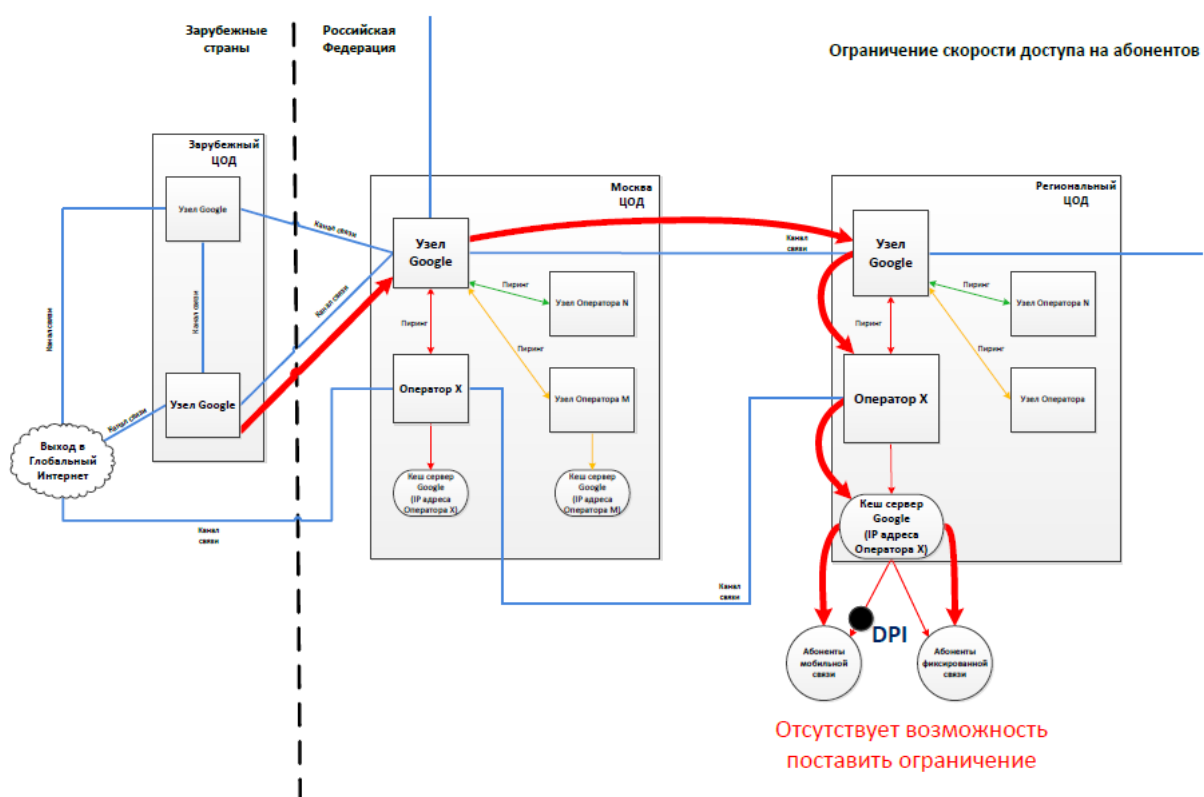 Зарубежные
страны
Российская
Федерация
Ограничение скорости доступа на абонентов
Зарубежный
ЦОД
Узел Google
Канал связи
Канал связи
Канал связи
Канал связи
Канал связи
Узел Google
Выход в
Глобальный
Интернет
Канал
связи
Москва
ЦОД
Узел
Google
Пиринг
Узел Оператора N
Пиринг
Пиринг
Оператор X
Узел Оператора M
Кеш сервер
Google
(IP адреса
Оператора X)
Кеш сервер
Google
(IP адреса
Оператора M)
Канал
связи
Канал
связи
Региональный
ЦОД
Узел
Google
Пиринг
Узел Оператора N
Пиринг
Пиринг
Оператор X
Узел Оператора
Кеш сервер
Google
(IP адреса
Оператора X)
DPI
Абоненты
мобильной
связи
Абоненты
фиксированной
связи
Отсутствует возможность
поставить ограничение